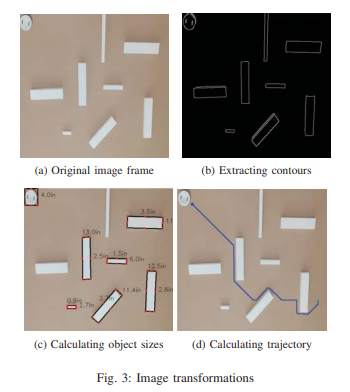 (a) Original image frame
(b) Extracting contours
4.0in
3.5in
13.0in
2.5in
1.5in
6.0in
12.5in
11.4in
2.8in
0.9in
2.7in
(c) Calculating object sizes
(d) Calculating trajectory
Fig. 3: Image transformations